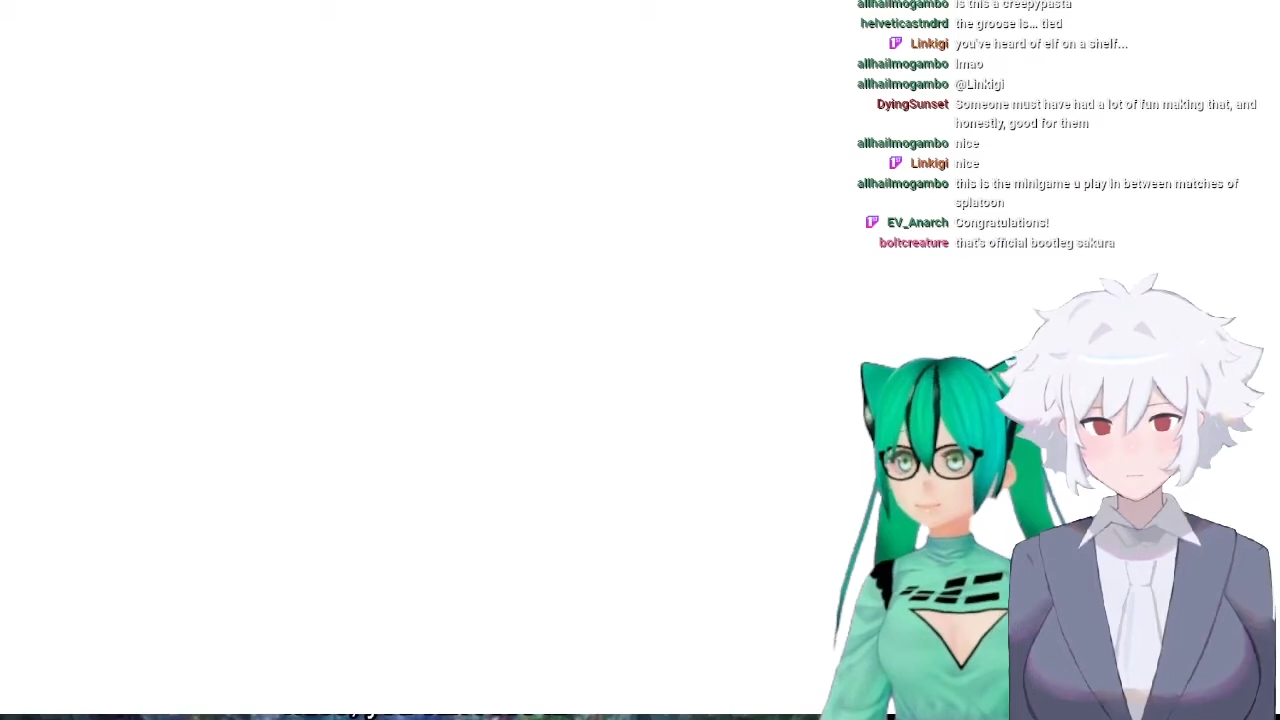 allhailmogambo is this a creepypasta
helveticastndrd the groose is... tied
Linkigi you've heard of elf on a shelf...
allhailmogambo lmao
allhailmogambo @Linkigi
DyingSunset Someone must have had a lot of fun making that, and
honestly, good for them
allhailmogambo nice
Linkigi nice
allhailmogambo this is the minigame u play in between matches of
splatoon
EV_Anarch Congratulations!
boltcreature that's official bootleg sakura